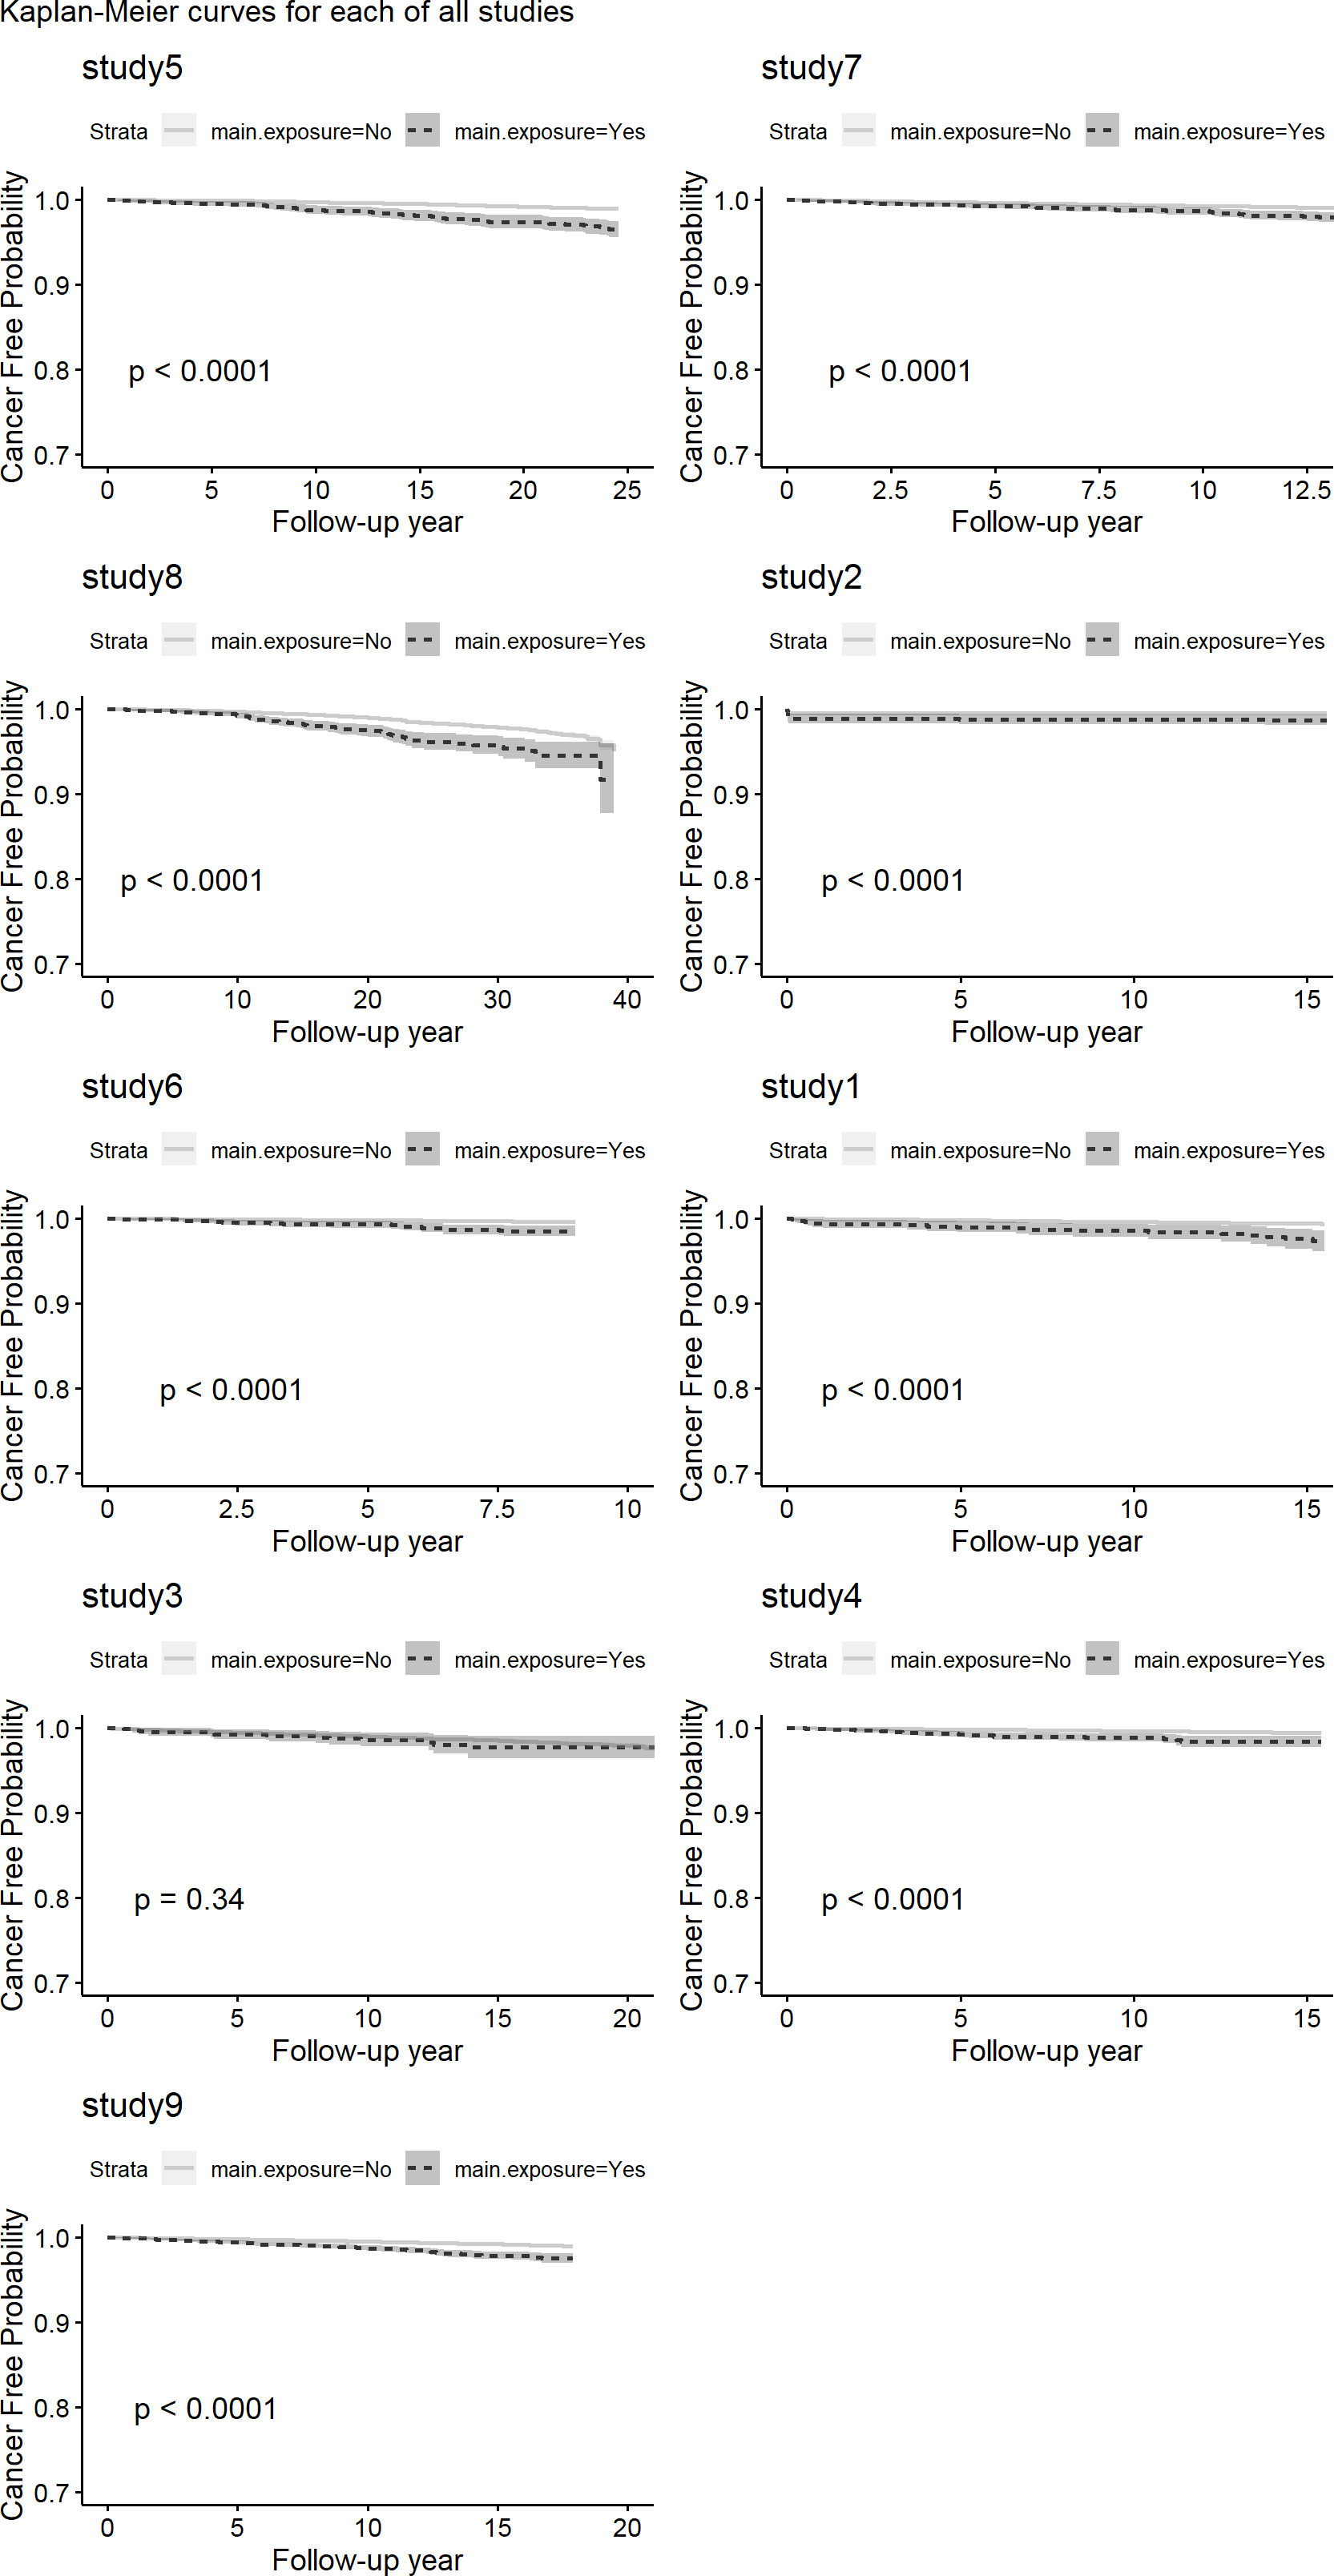 Kaplan-Meier curves for each of all studies
study5
Strata main.exposure=No main.exposure=Yes
Cancer Free Probability
1.0
0.9
0.8
0.7
p < 0.0001
0 5 10 15 20 25
Follow-up year
study7
Strata main.exposure=No main.exposure=Yes
Cancer Free Probability
1.0
0.9
0.8
0.7
p < 0.0001
0 2.5 5 7.5 10 12.5
Follow-up year
study8
Strata main.exposure=No main.exposure=Yes
Cancer Free Probability
1.0
0.9
0.8
0.7
p < 0.0001
0 10 20 30 40
Follow-up year
study2
Strata main.exposure=No main.exposure=Yes
Cancer Free Probability
1.0
0.9
0.8
0.7
p < 0.0001
0 5 10 15
Follow-up year
study6
Strata main.exposure=No main.exposure=Yes
Cancer Free Probability
1.0
0.9
0.8
0.7
p < 0.0001
0 2.5 5 7.5 10
Follow-up year
study1
Strata main.exposure=No main.exposure=Yes
Cancer Free Probability
1.0
0.9
0.8
0.7
p < 0.0001
0 5 10 15
Follow-up year
study3
Strata main.exposure=No main.exposure=Yes
Cancer Free Probability
1.0
0.9
0.8
0.7
p = 0.34
0 5 10 15 20
Follow-up year
study4
Strata main.exposure=No main.exposure=Yes
Cancer Free Probability
1.0
0.9
0.8
0.7
p < 0.0001
0 5 10 15
Follow-up year
study9
Strata main.exposure=No main.exposure=Yes
Cancer Free Probability
1.0
0.9
0.8
0.7
p < 0.0001
0 5 10 15 20
Follow-up year